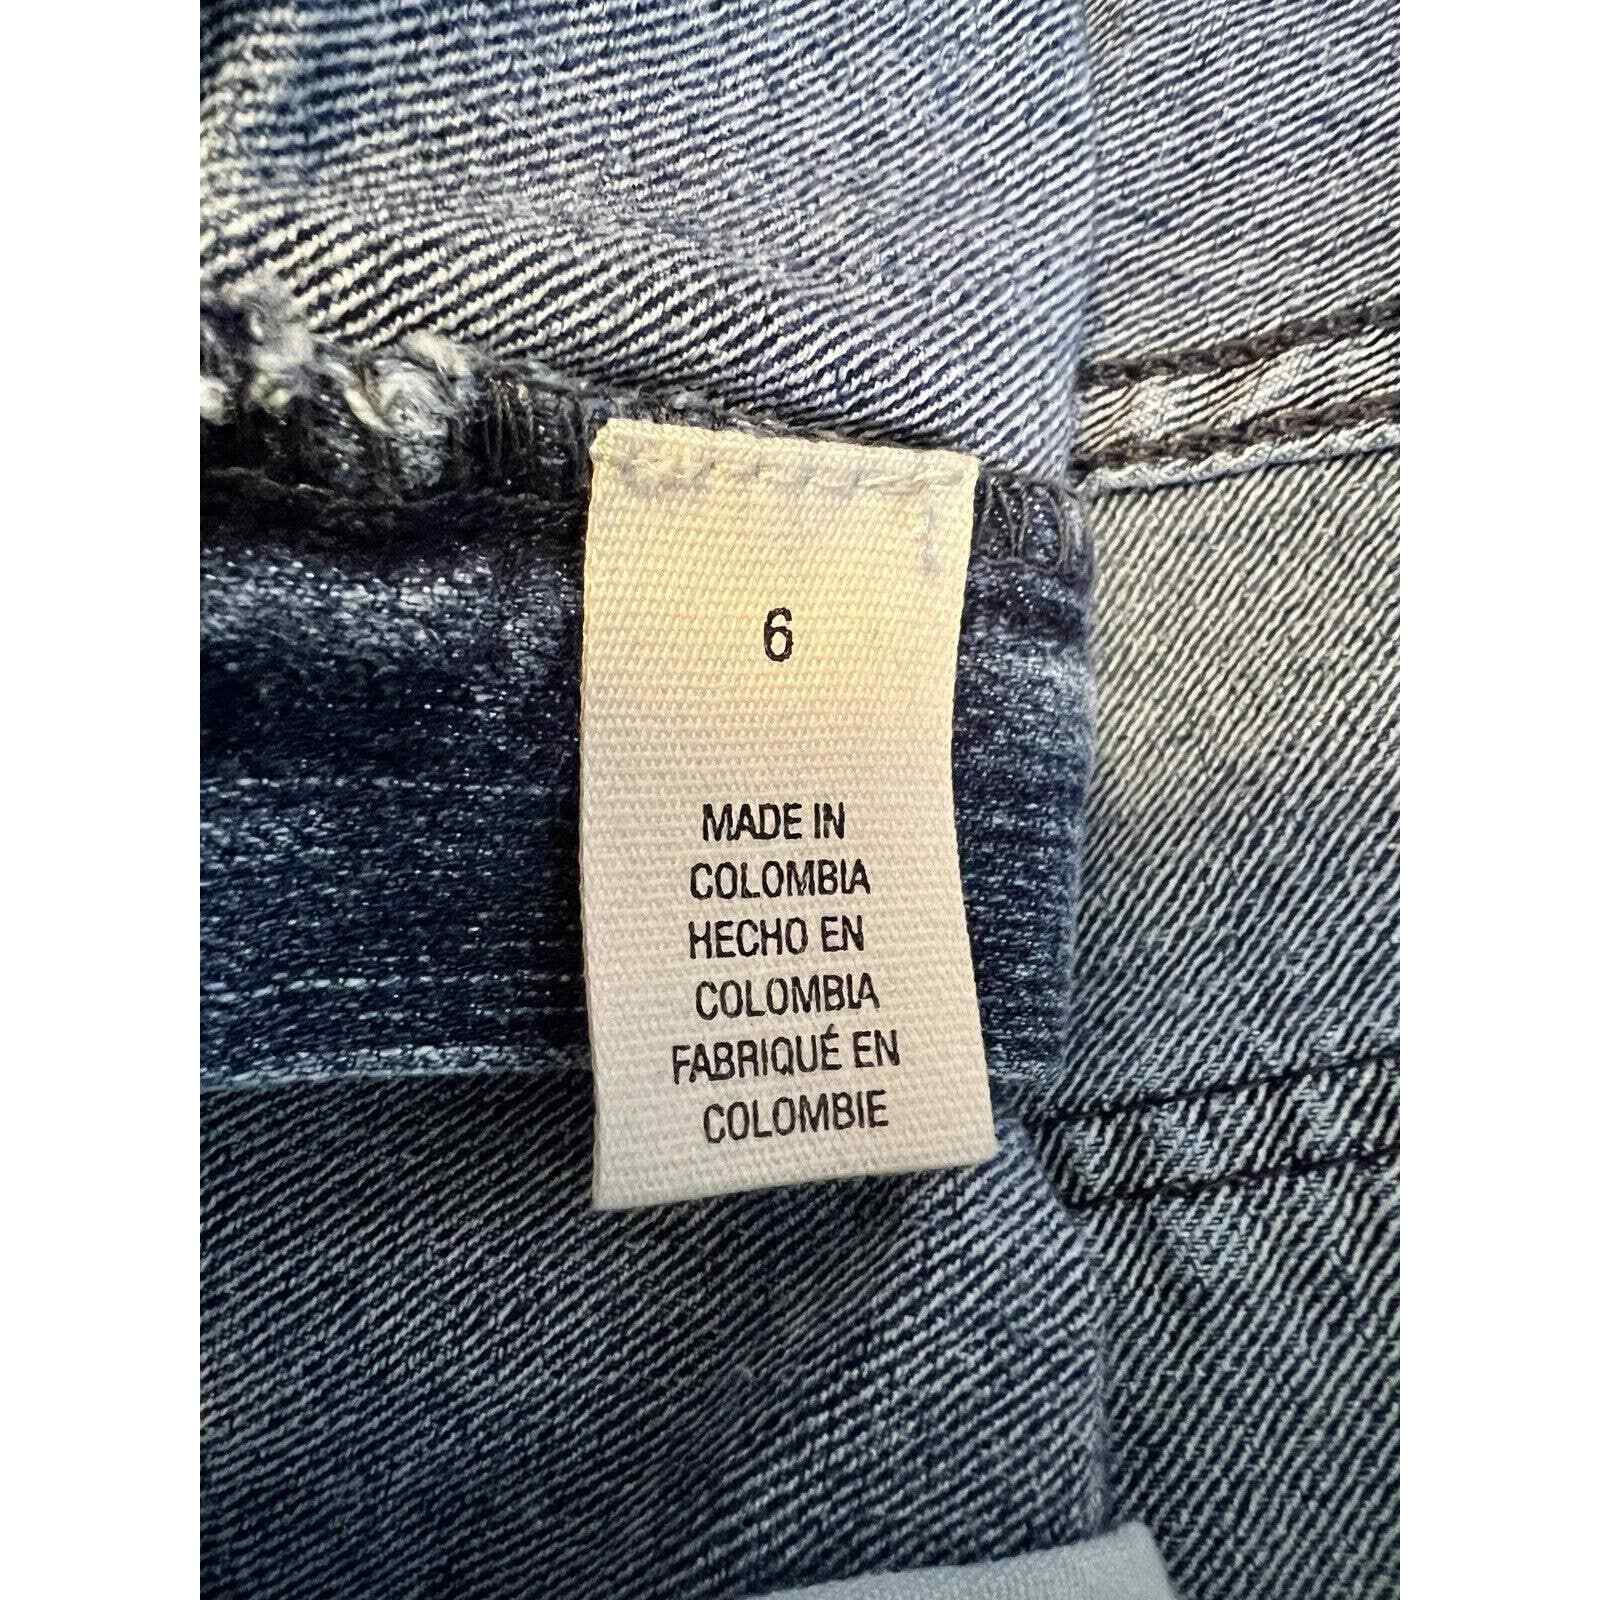 6
MADE IN
COLOMBIA
HECHO EN
COLOMBIA
FABRIQUÉ EN
COLOMBIE